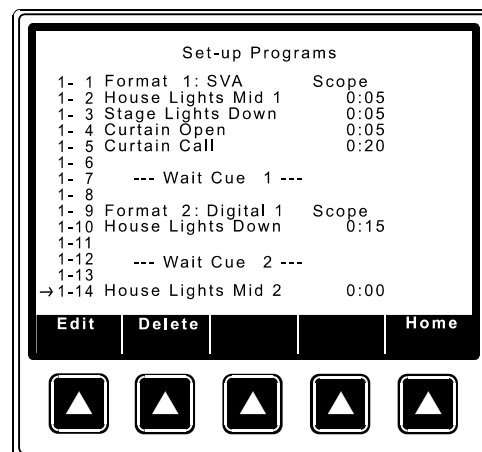 Set-up Programs
1- 1 Format 1: SVA Scope
1- 2 House Lights Mid 1 0:05
1- 3 Stage Lights Down 0:05
1- 4 Curtain Open 0:05
1- 5 Curtain Call 0:20
1- 6
1- 7 --- Wait Cue 1 ---
1- 8
1- 9 Format 2: Digital 1 Scope
1-10 House Lights Down 0:15
1-11
1-12 --- Wait Cue 2 ---
1-13
→1-14 House Lights Mid 2 0:00
Edit Delete Home